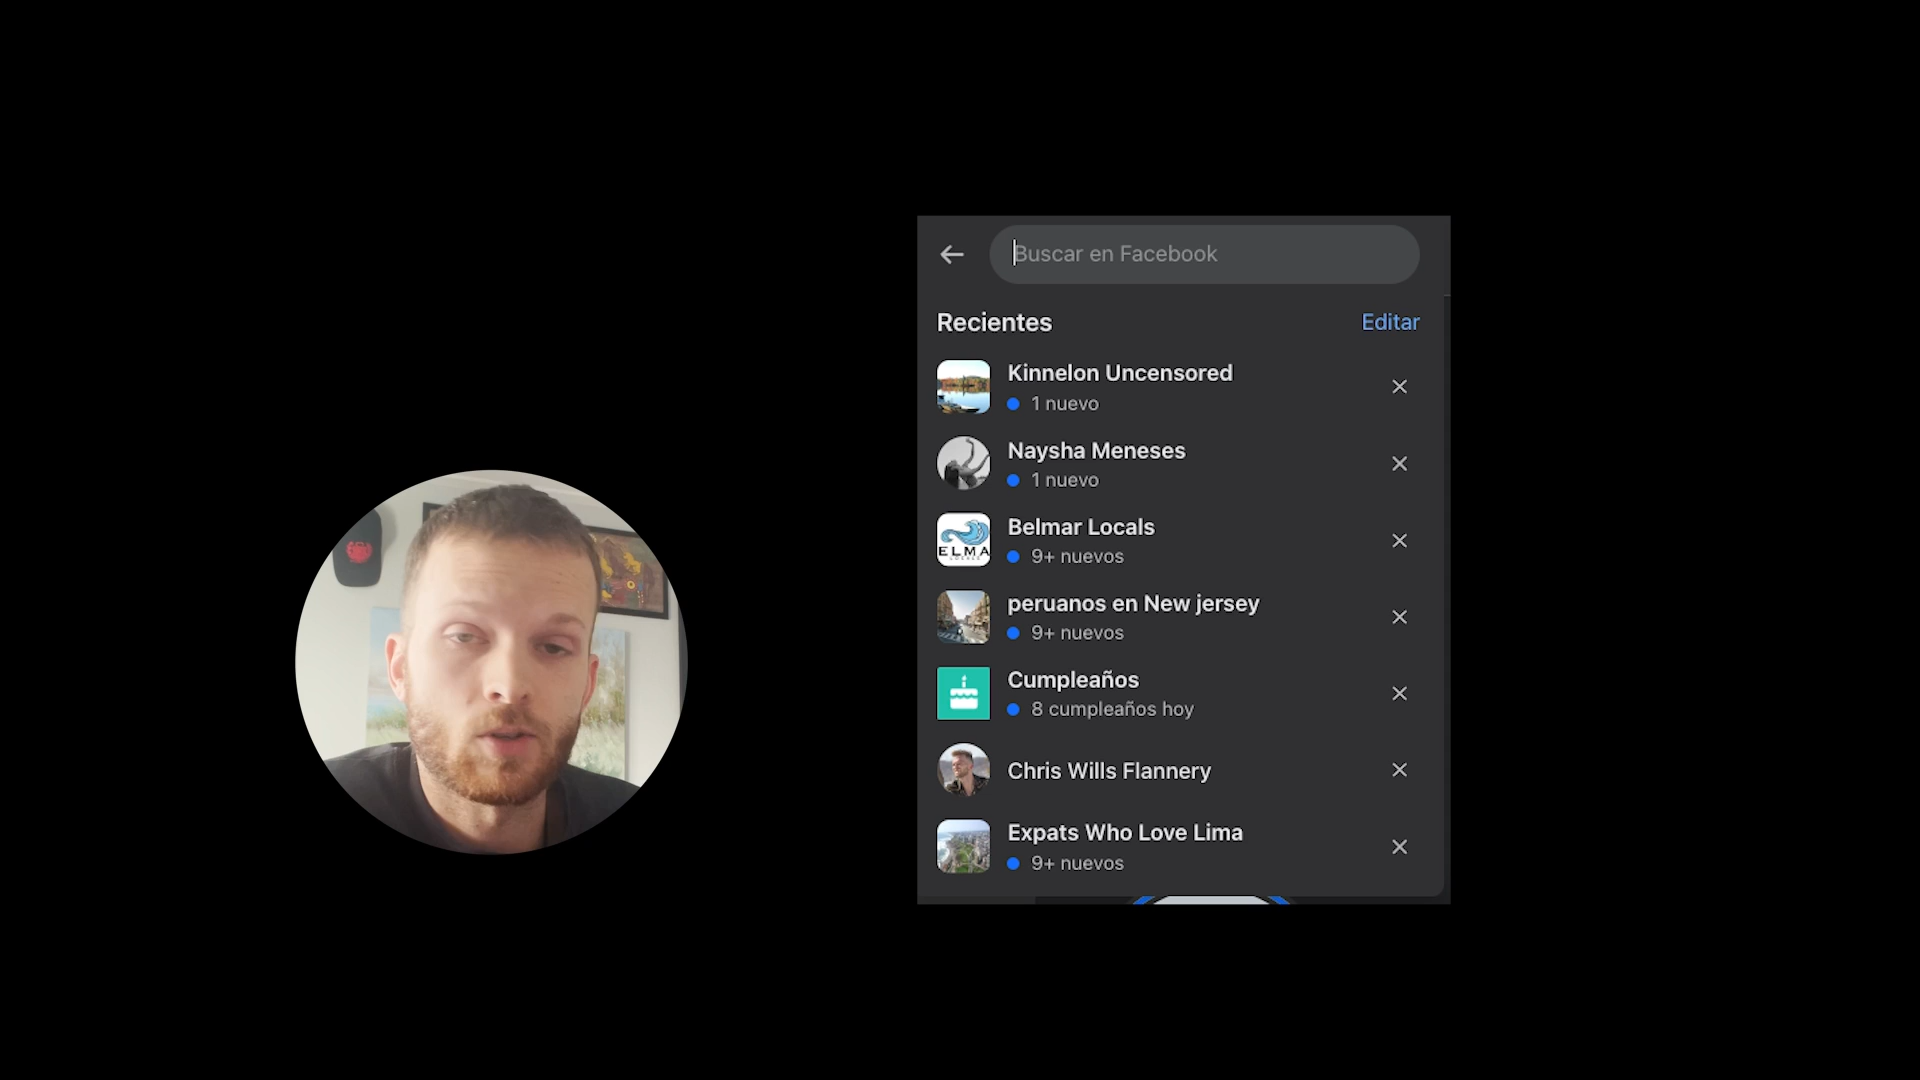 Buscar en Facebook
Recientes
Editar
Kinnelon Uncensored
1 nuevo
Naysha Meneses
1 nuevo
ELMA
Belmar Locals
9+ nuevos
peruanos en New jersey
9+ nuevos
Cumpleaños
8 cumpleaños hoy
Chris Wills Flannery
Expats Who Love Lima
9+ nuevos